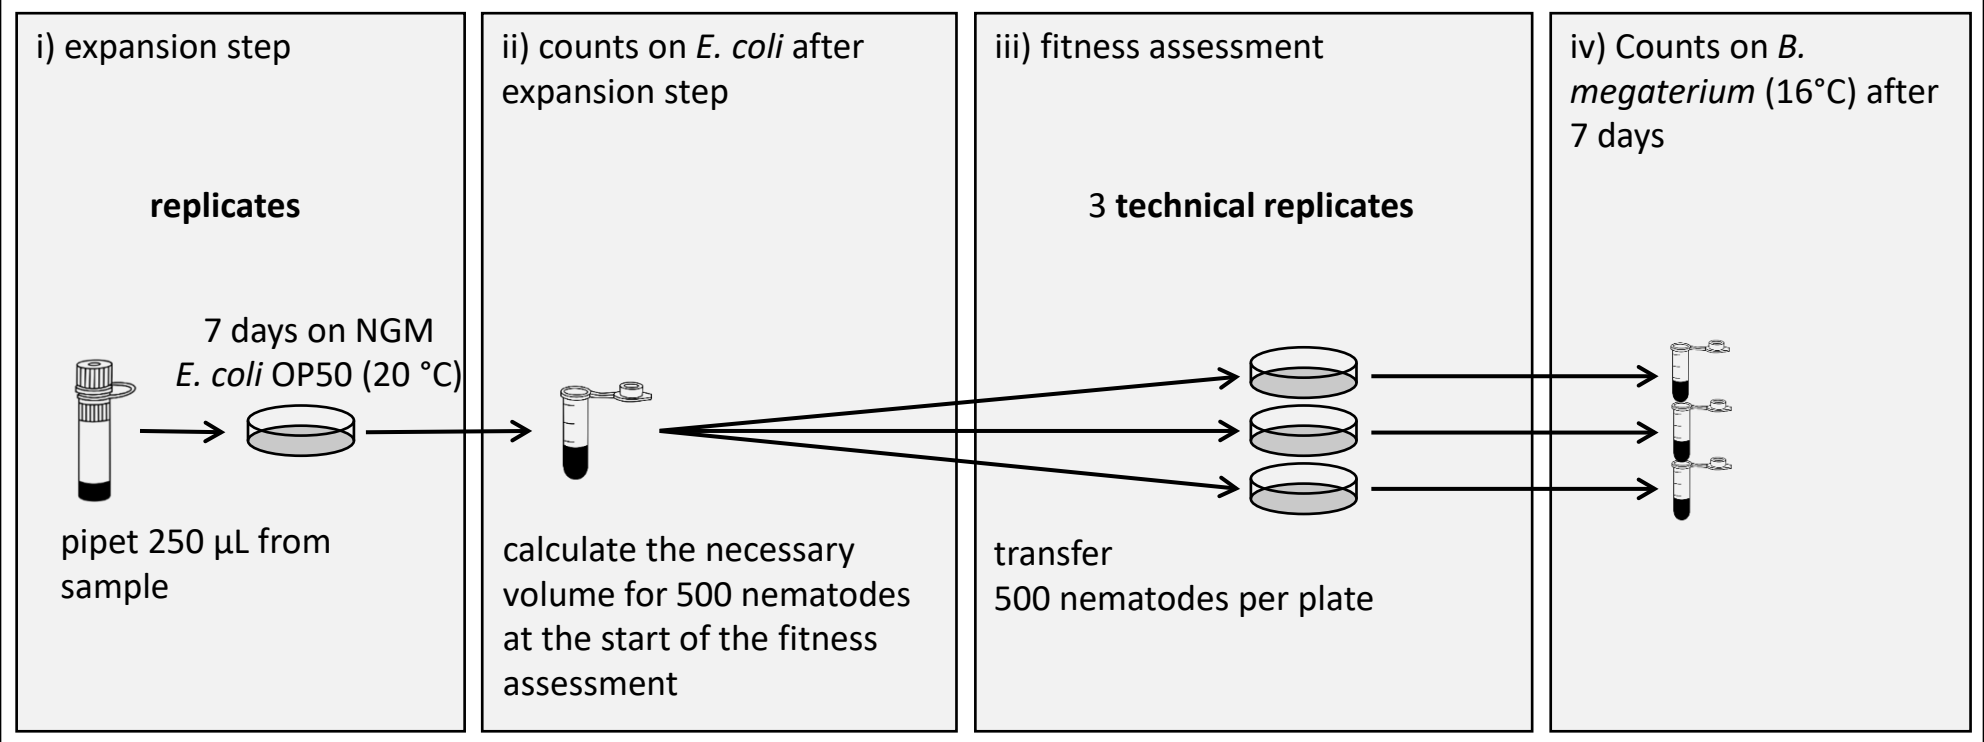 i) expansion step
replicates
7 days on NGM
E. coli OP50 (20 °C)
pipet 250 µL from
sample
ii) counts on E. coli after
expansion step
calculate the necessary
volume for 500 nematodes
at the start of the fitness
assessment
iii) fitness assessment
3 technical replicates
transfer
500 nematodes per plate
iv) Counts on B.
megaterium (16°C) after
7 days